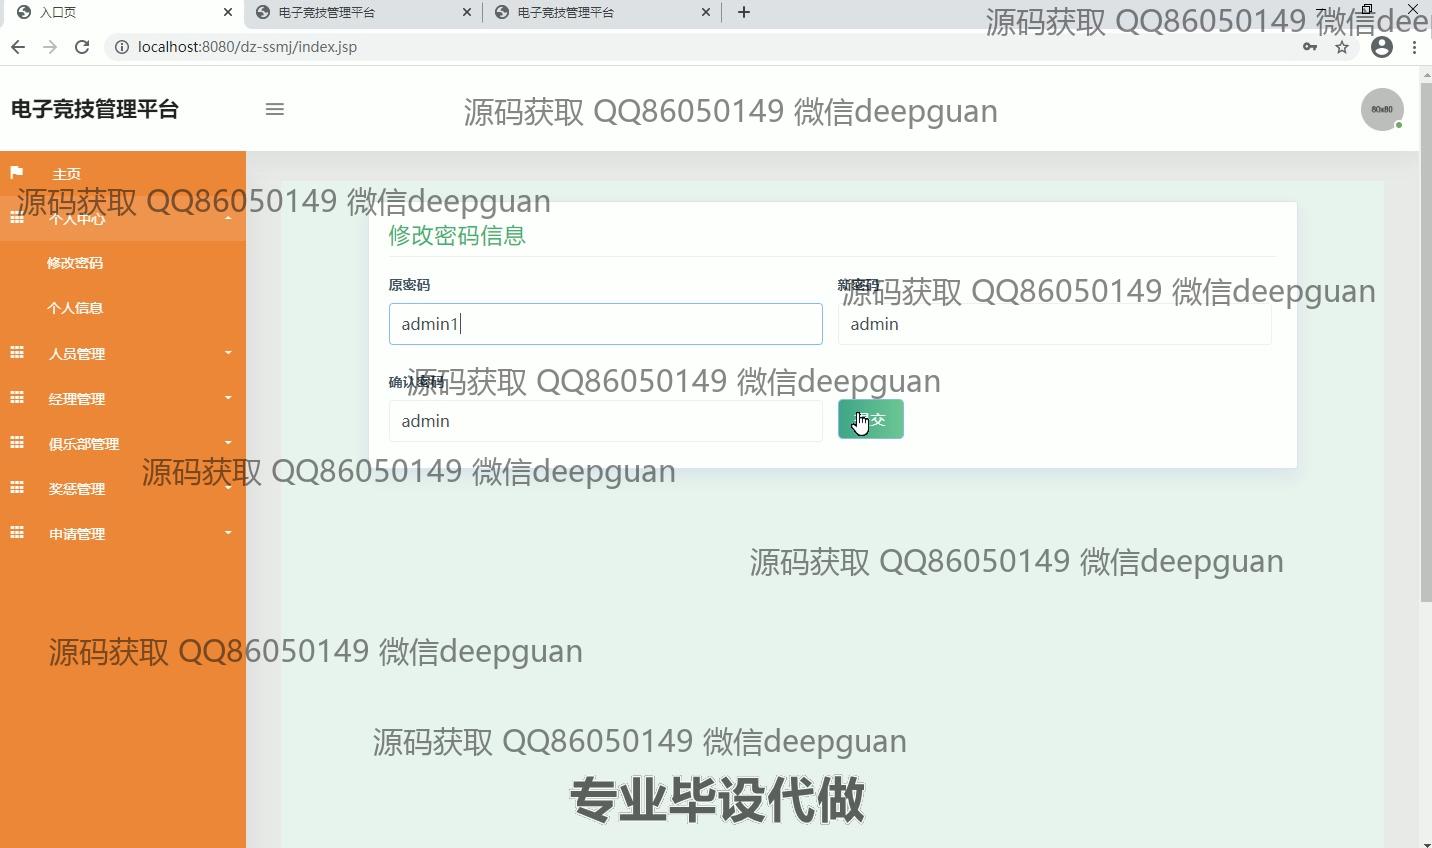 入口页
电子竞技管理平台
电子竞技管理平台
源码获取 QQ86050149 微信dee
localhost:8080/dz-ssmj/index.jsp
电子竞技管理平台
源码获取 QQ86050149 微信deepguan
80x80
主页
源码获取 QQ86050149 微信deepguan
个人中心
修改密码信息
修改密码
原密码
新密码
源码获取 QQ86050149 微信deepguan
个人信息
admin1
admin
人员管理
确认密码
源码获取 QQ86050149 微信deepguan
经理管理
admin
交
俱乐部管理
源码获取 QQ86050149 微信deepguan
奖惩管理
申请管理
源码获取 QQ86050149 微信deepguan
源码获取 QQ86050149 微信deepguan
源码获取 QQ86050149 微信deepguan
专业毕设代做